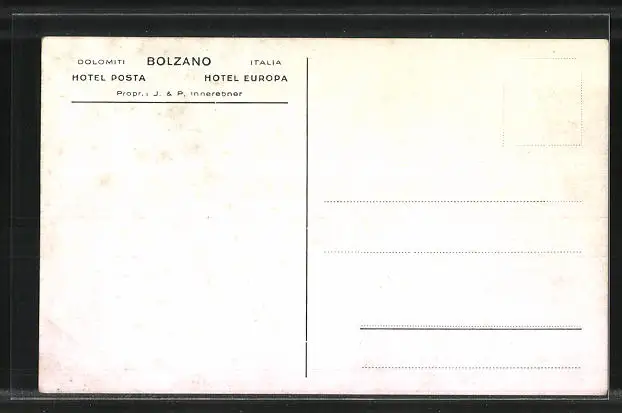 DOLOMITI BOLZANO ITALIA
HOTEL POSTA HOTEL EUROPA
Propr.: J. & P. Innerebner